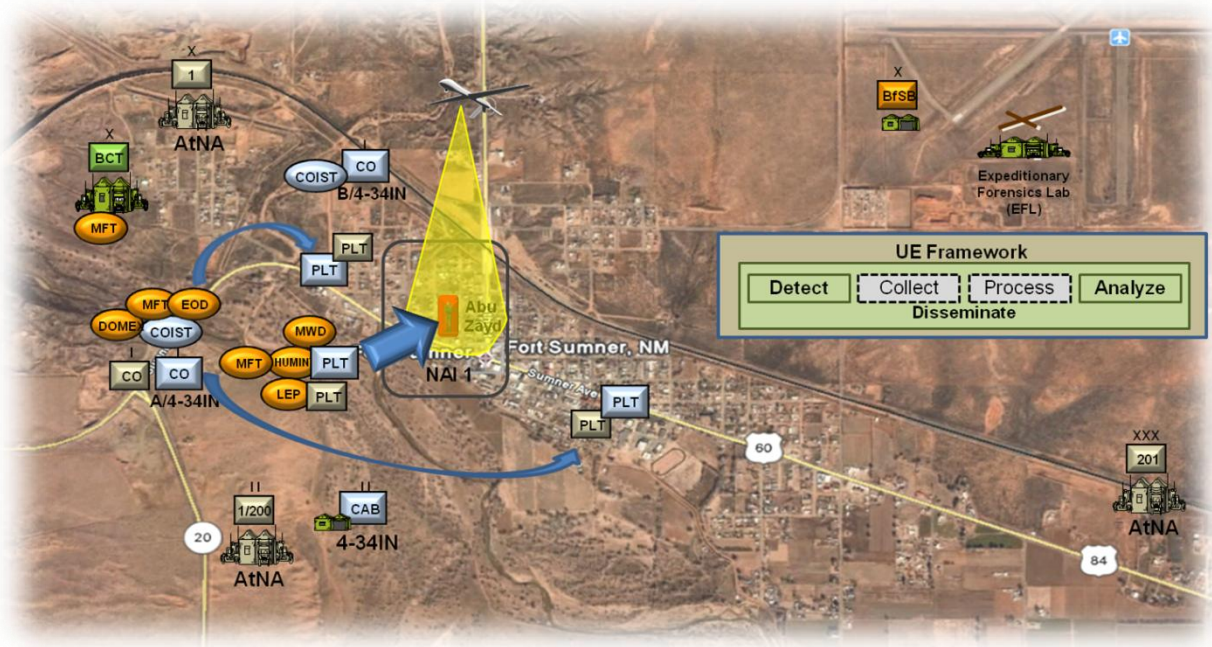 X
1
AtNA
X
BCT
MFT
COIST
I
CO
B/4-34IN
X
BfSB
Expeditionary
Forensics Lab
(EFL)
PLT
PLT
UE Framework
Detect
Collect
Process
Analyze
Disseminate
MFT
EOD
DOMEX
COIST
Abu
Zayd
MWD
MFT
HUMINT
PLT
LEP
PLT
Fort Sumner, NM
NAI 1
Sumner Ave
I
CO
CO
A/4-34IN
PLT
PLT
60
XXX
201
AtNA
II
1/200
AtNA
II
CAB
4-34IN
20
84